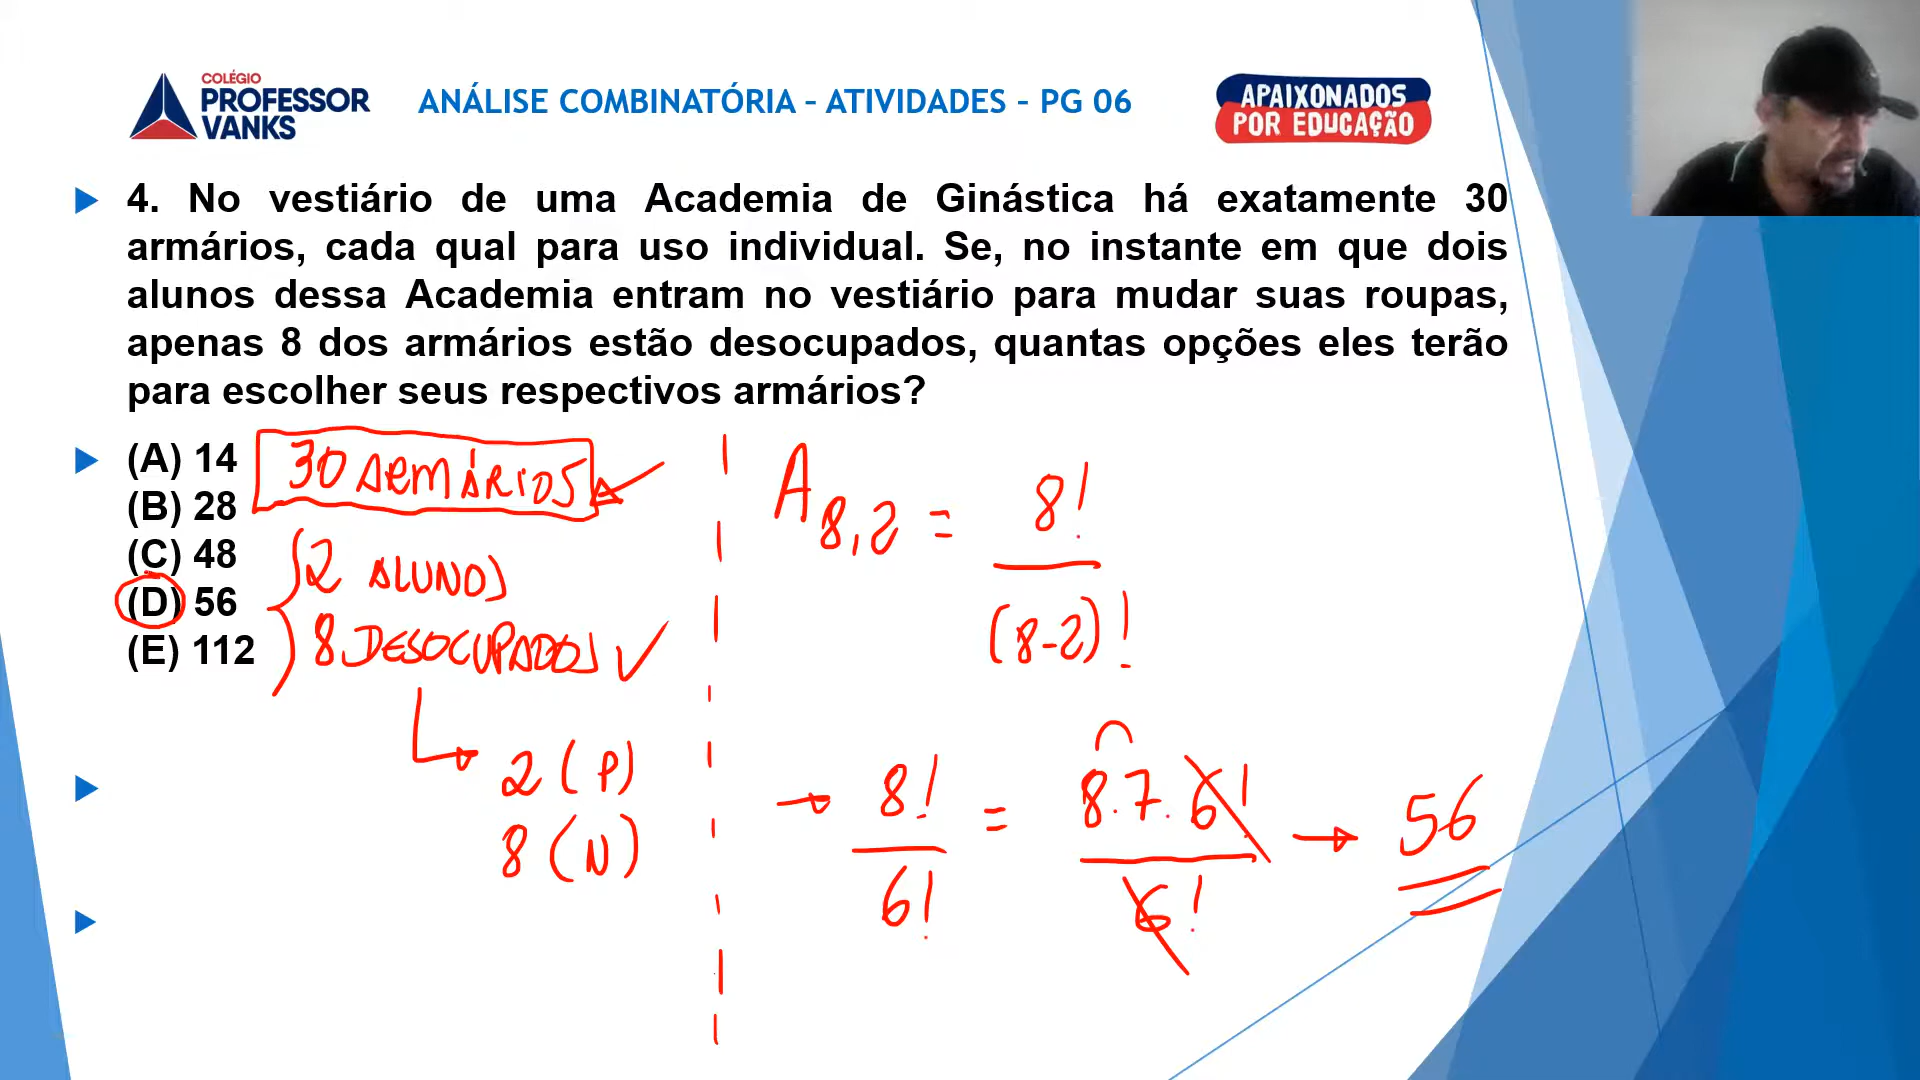 COLÉGIO
PROFESSOR
VANKS
ANÁLISE COMBINATÓRIA – ATIVIDADES – PG 06
APAIXONADOS
POR EDUCAÇÃO
4. No vestiário de uma Academia de Ginástica há exatamente 30
armários, cada qual para uso individual. Se, no instante em que dois
alunos dessa Academia entram no vestiário para mudar suas roupas,
apenas 8 dos armários estão desocupados, quantas opções eles terão
para escolher seus respectivos armários?
(A) 14
(B) 28
(C) 48
(D) 56
(E) 112
30 ARMÁRIOS
2 ALUNOS
8 DESOCUPADOS ✓
2 (P)
8 (N)
A8,2 = 8!
(8-2)!
→ 8! = 8.7.6! → 56
6! 6!